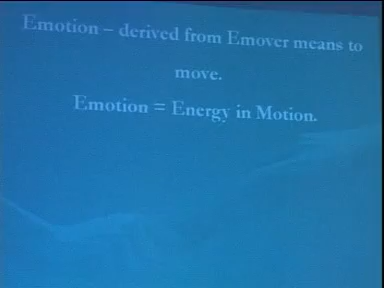 Emotion – derived from Emover means to
move.
Emotion = Energy in Motion.